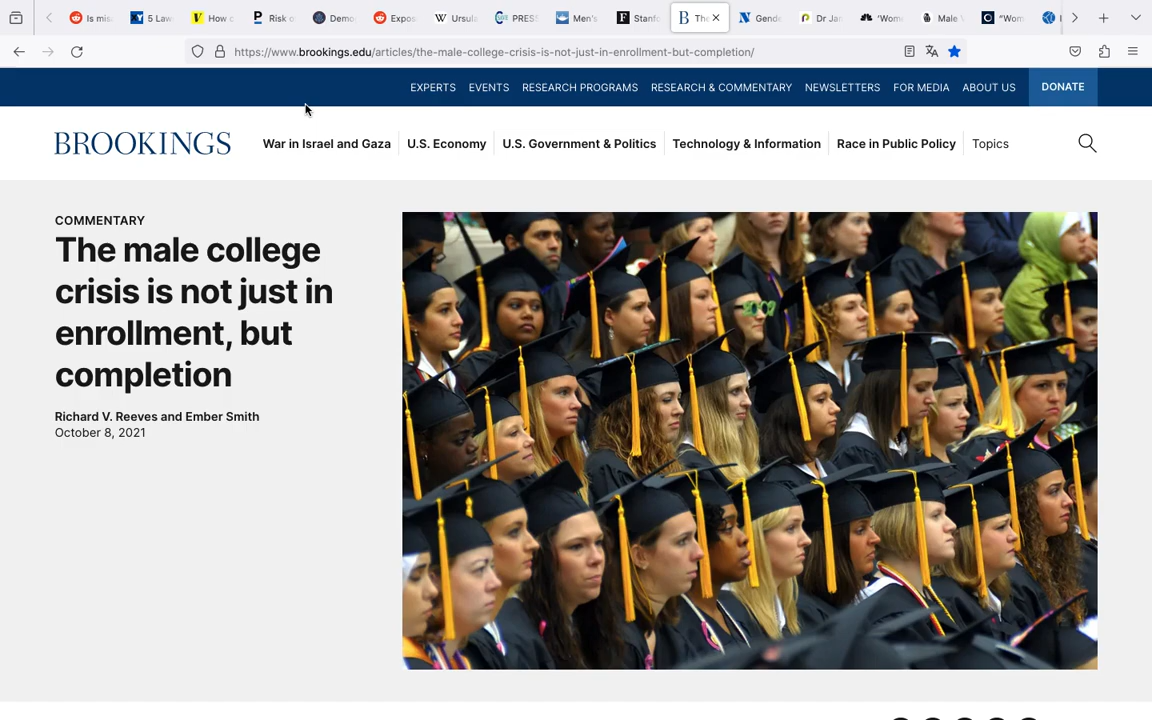 Is mis
5 Law
How c
Risk o
Demo
Expos
Ursula
PRESS
Men's
Stanfo
The
Gende
Dr Jan
'Wom
Male
"Wom
https://www.brookings.edu/articles/the-male-college-crisis-is-not-just-in-enrollment-but-completion/
EXPERTS EVENTS RESEARCH PROGRAMS RESEARCH & COMMENTARY NEWSLETTERS FOR MEDIA ABOUT US DONATE
BROOKINGS War in Israel and Gaza U.S. Economy U.S. Government & Politics Technology & Information Race in Public Policy Topics
COMMENTARY
The male college
crisis is not just in
enrollment, but
completion
Richard V. Reeves and Ember Smith
October 8, 2021